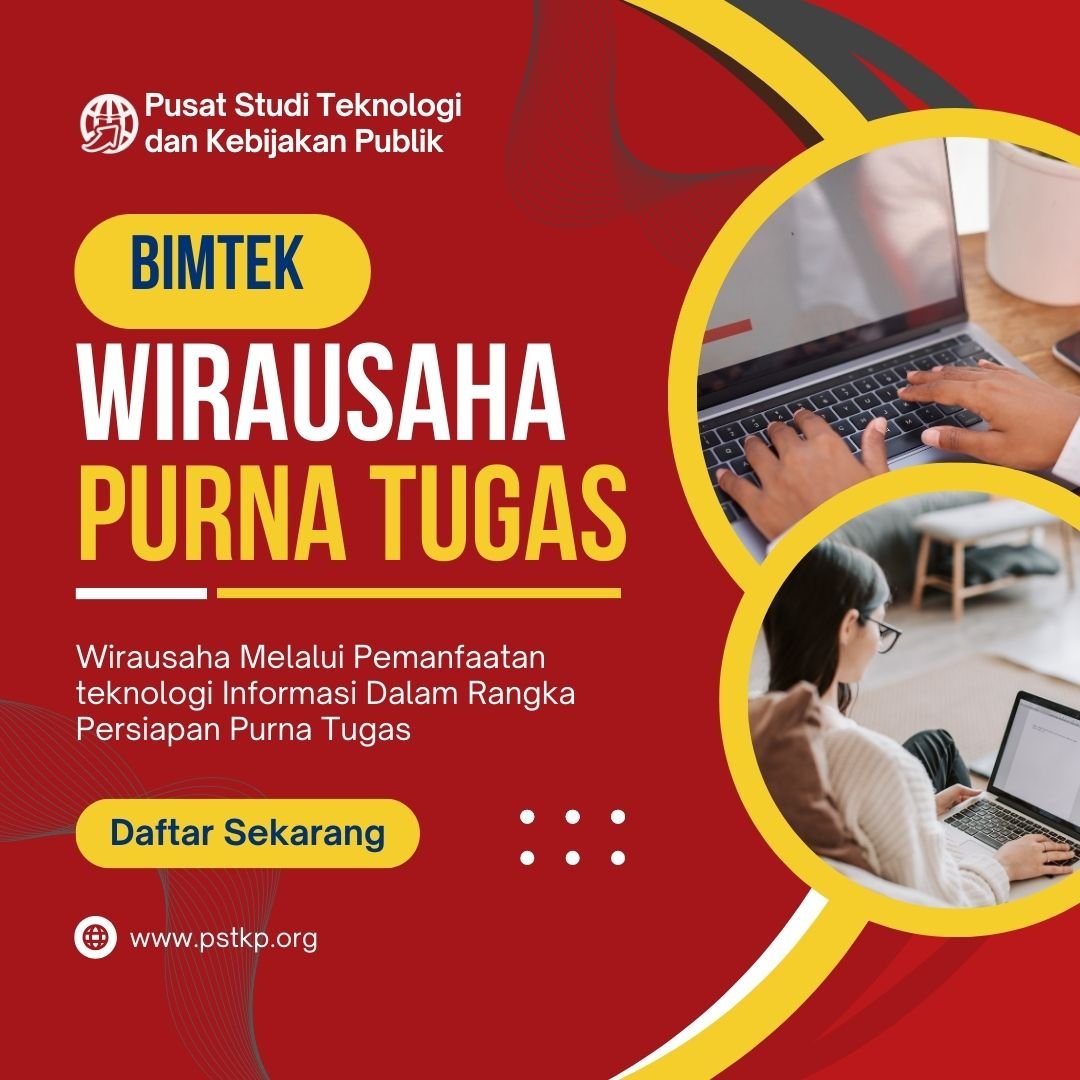 Pusat Studi Teknologi
dan Kebijakan Publik
BIMTEK
WIRAUSAHA
PURNA TUGAS
Wirausaha Melalui Pemanfaatan
teknologi Informasi Dalam Rangka
Persiapan Purna Tugas
Daftar Sekarang
www.pstkp.org